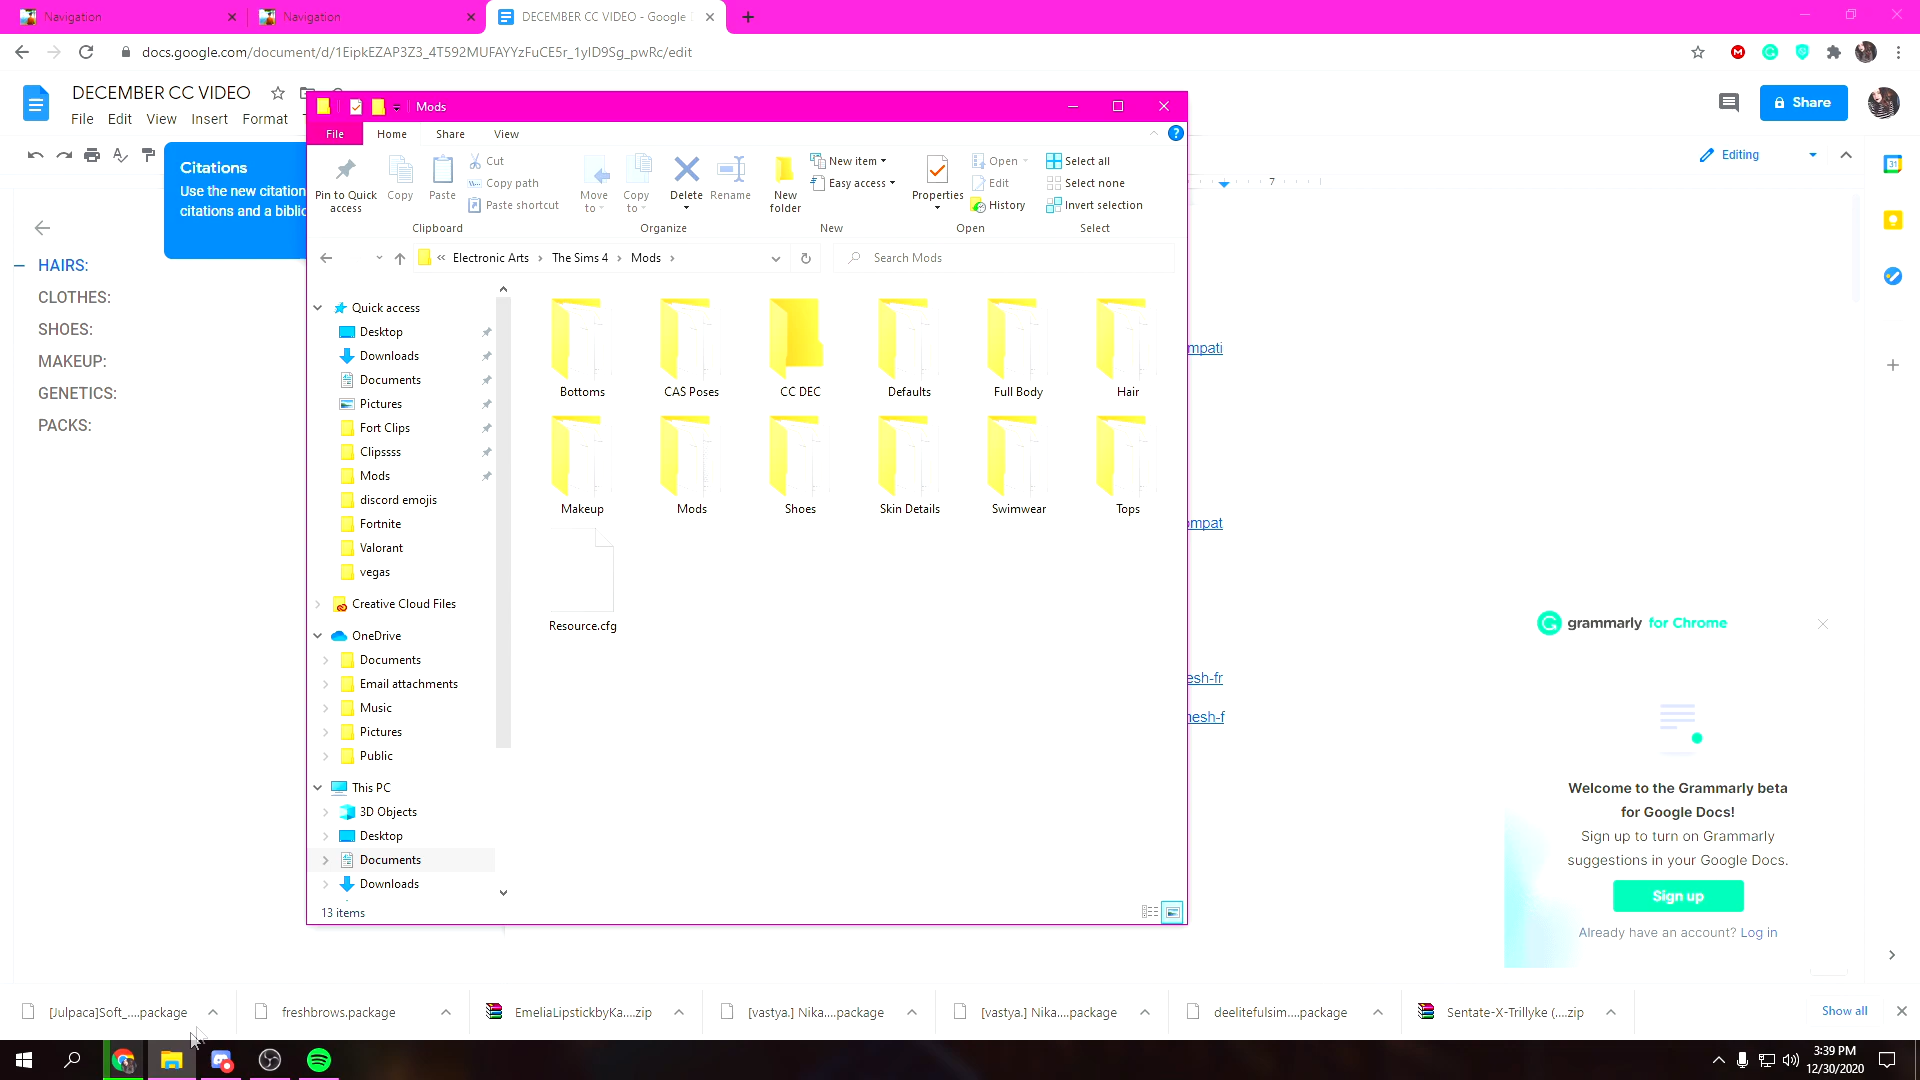 Navigation
Navigation
DECEMBER CC VIDEO - Google
docs.google.com/document/d/1EipkEZAP3Z3_4T592MUFAYYzFuCE5r_1yID9Sg_pwRc/edit
DECEMBER CC VIDEO
File Edit View Insert Format
Share
Editing
7
31
Citations
Use the new citation
citations and a biblic
HAIRS:
CLOTHES:
SHOES:
MAKEUP:
GENETICS:
PACKS:
Mods
File Home Share View
Pin to Quick access
Copy
Paste
Cut
Copy path
Paste shortcut
Clipboard
Move to
Copy to
Delete
Rename
Organize
New folder
New item
Easy access
New
Properties
Open
Edit
History
Open
Select all
Select none
Invert selection
Select
« Electronic Arts > The Sims 4 > Mods >
Search Mods
Quick access
Desktop
Downloads
Documents
Pictures
Fort Clips
Clipssss
Mods
discord emojis
Fortnite
Valorant
vegas
Creative Cloud Files
OneDrive
Documents
Email attachments
Music
Pictures
Public
This PC
3D Objects
Desktop
Documents
Downloads
Bottoms CAS Poses CC DEC Defaults Full Body Hair
Makeup Mods Shoes Skin Details Swimwear Tops
Resource.cfg
13 items
mpati
ompat
esh-fr
nesh-f
grammarly for Chrome
Welcome to the Grammarly beta
for Google Docs!
Sign up to turn on Grammarly
suggestions in your Google Docs.
Sign up
Already have an account? Log in
[Julpaca]Soft_....package
freshbrows.package
EmeliaLipstickbyKa....zip
[vastya.] Nika....package
[vastya.] Nika....package
deelitefulsim....package
Sentate-X-Trillyke (....zip
Show all
3:39 PM
12/30/2020